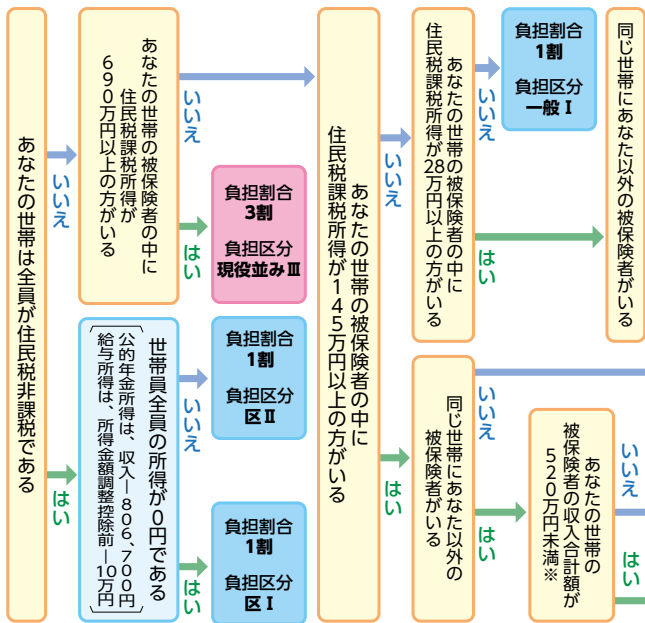 あなたの世帯は全員が住民税非課税である
いいえ
はい
あなたの世帯の被保険者の中に
住民税課税所得が
690万円以上の方がいる
いいえ
はい
負担割合
3割
負担区分
現役並みⅢ
世帯員全員の所得が0円である
公的年金所得は、収入―806,700円
給与所得は、所得金額調整控除前―10万円
いいえ
はい
負担割合
1割
負担区分
区Ⅱ
負担割合
1割
負担区分
区Ⅰ
あなたの世帯の被保険者の中に
住民税課税所得が145万円以上の方がいる
いいえ
はい
あなたの世帯の被保険者の中に
住民税課税所得が28万円以上の方がいる
いいえ
はい
負担割合
1割
負担区分
一般Ⅰ
同じ世帯にあなた以外の被保険者がいる
同じ世帯にあなた以外の
被保険者がいる
いいえ
はい
あなたの世帯の
被保険者の収入合計額が
520万円未満※
いいえ
はい